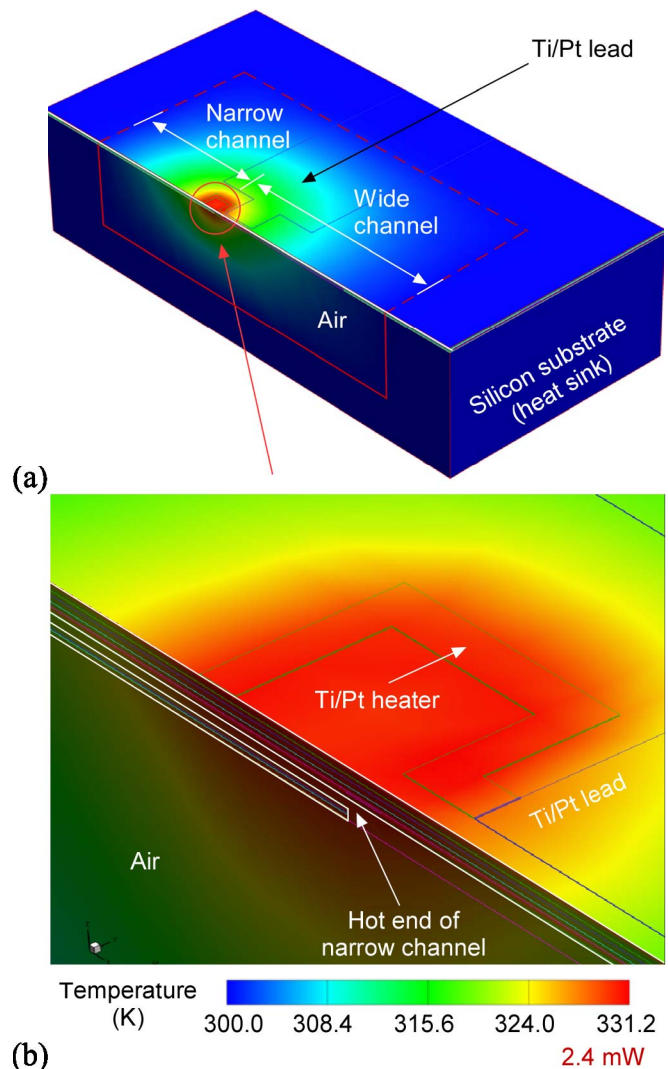 Ti/Pt lead
Narrow
channel
Wide
channel
Air
Silicon substrate
(heat sink)
(a)
Ti/Pt heater
Ti/Pt lead
Air
Hot end of
narrow channel
Temperature
(K)
300.0 308.4 315.6 324.0 331.2
2.4 mW
(b)